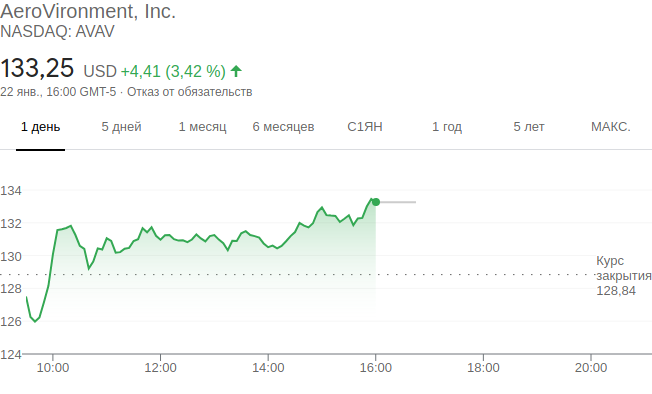 AeroVironment, Inc.
NASDAQ: AVAV
133,25 USD +4,41 (3,42 %)
22 янв., 16:00 GMT-5 · Отказ от обязательств
1 день 5 дней 1 месяц 6 месяцев С1ЯН 1 год 5 лет МАКС.
134
132
130
128
126
124
Курс
закрытия
128,84
10:00 12:00 14:00 16:00 18:00 20:00